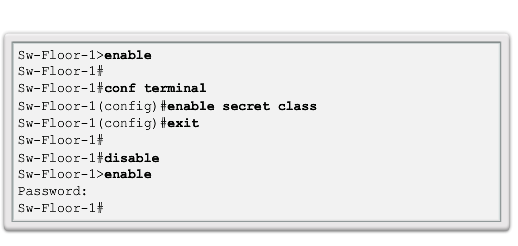 Sw-Floor-1>enable
Sw-Floor-1#
Sw-Floor-1#conf terminal
Sw-Floor-1(config)#enable secret class
Sw-Floor-1(config)#exit
Sw-Floor-1#
Sw-Floor-1#disable
Sw-Floor-1>enable
Password:
Sw-Floor-1#